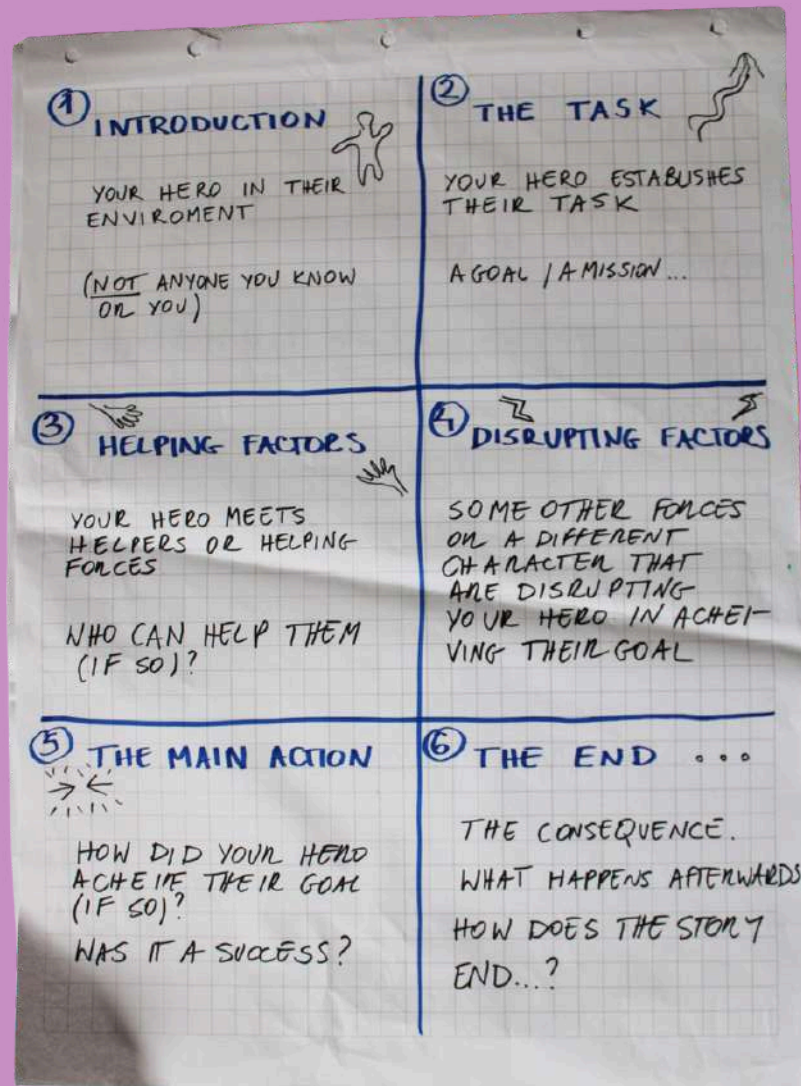 1 INTRODUCTION
YOUR HERO IN THEIR
ENVIROMENT
(NOT ANYONE YOU KNOW
OR YOU)
2 THE TASK
YOUR HERO ESTABLISHES
THEIR TASK
A GOAL / A MISSION...
3 HELPING FACTORS
YOUR HERO MEETS
HELPERS OR HELPING
FORCES
WHO CAN HELP THEM
(IF SO)?
4 DISRUPTING FACTORS
SOME OTHER FORCES
OR A DIFFERENT
CHARACTER THAT
ARE DISRUPTING
YOUR HERO IN ACHEI-
VING THEIR GOAL
5 THE MAIN ACTION
HOW DID YOUR HERO
ACHEIVE THEIR GOAL
(IF SO)?
WAS IT A SUCCESS?
6 THE END ...
THE CONSEQUENCE.
WHAT HAPPENS AFTERWARDS
HOW DOES THE STORY
END...?